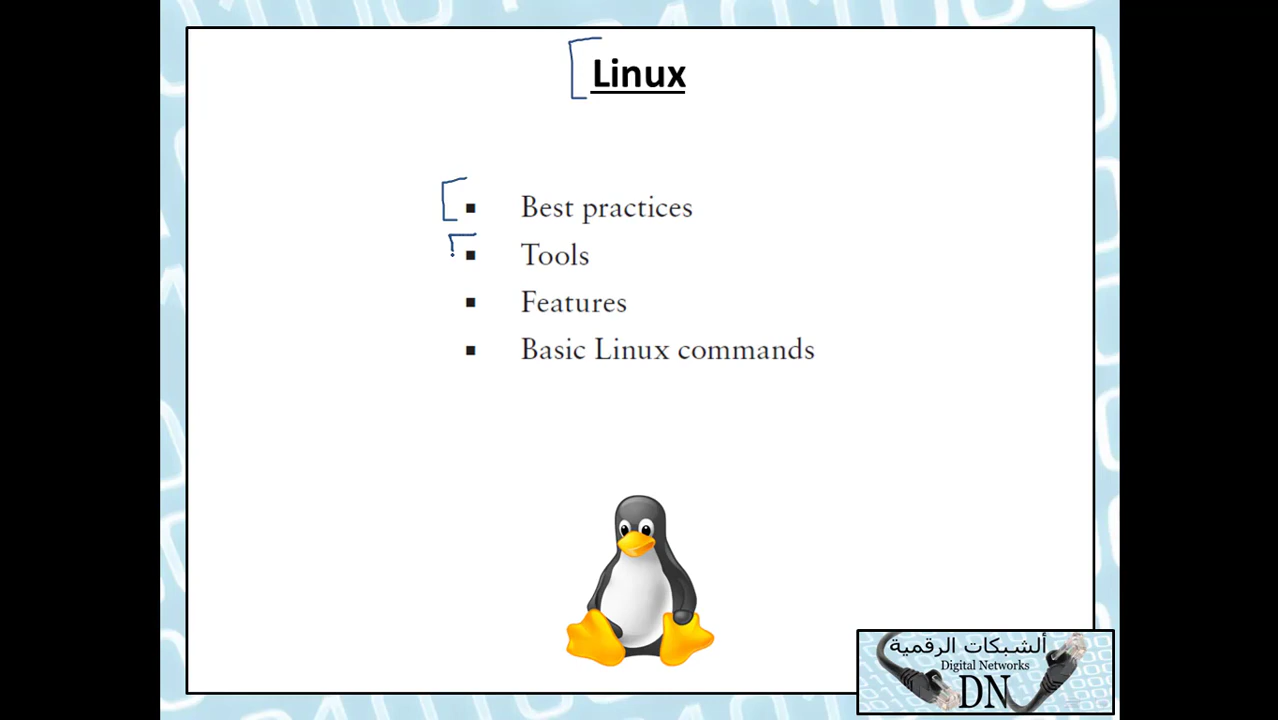 Linux
Best practices
Tools
Features
Basic Linux commands
ألشبكات الرقمية
Digital Networks
DN